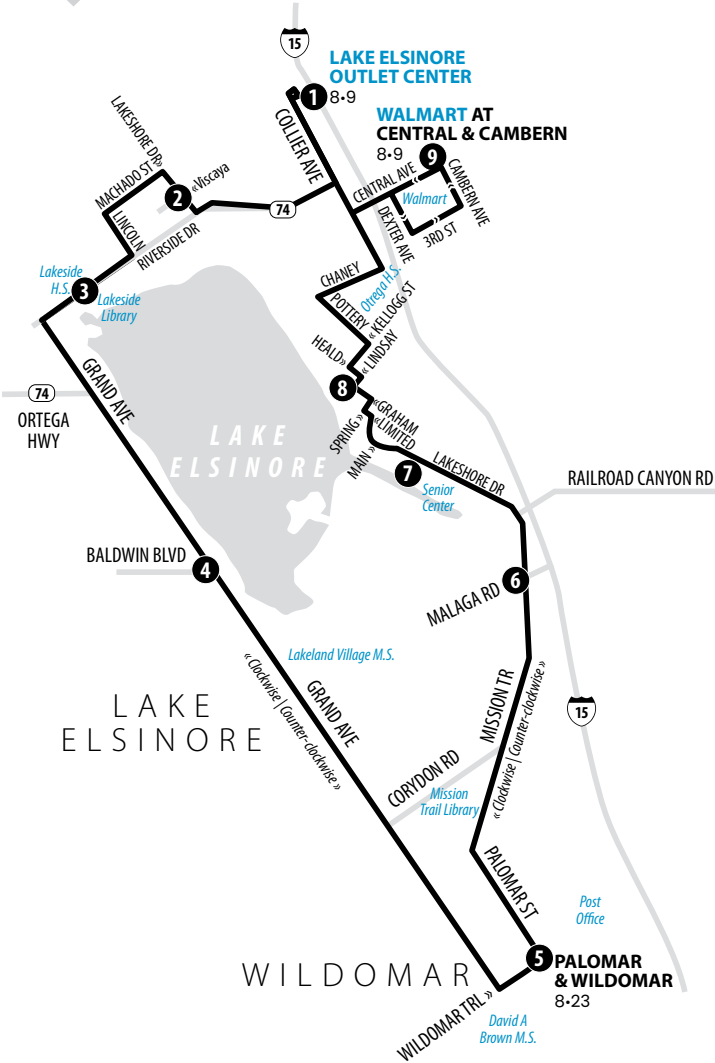 15
LAKE ELSINORE
OUTLET CENTER
1
8•9
WALMART AT
CENTRAL & CAMBERN
8•9
9
COLLIER AVE
LAKESHORE DR»
MACHADO ST
«Viscaya
2
CENTRAL AVE
Walmart
CAMBERN AVE
DEXTER AVE
3RD ST
74
LINCOLN
RIVERSIDE DR
Lakeside
H.S.
3
Lakeside
Library
CHANEY
Otrega H.S.
POTTERY
« KELLOGG ST
« LINDSAY
HEALD»
8
GRAND AVE
74
ORTEGA
HWY
«GRAHAM
«LIMITED
SPRING »
MAIN »
LAKE
ELSINORE
7
LAKESHORE DR
Senior
Center
RAILROAD CANYON RD
BALDWIN BLVD
4
6
MALAGA RD
Lakeland Village M.S.
« Clockwise | Counter-clockwise »
GRAND AVE
LAKE
ELSINORE
MISSION TR
« Clockwise | Counter-clockwise »
15
CORYDON RD
Mission
Trail Library
PALOMAR ST
Post
Office
WILDOMAR
5
PALOMAR
& WILDOMAR
8•23
WILDOMAR TRL »
David A
Brown M.S.